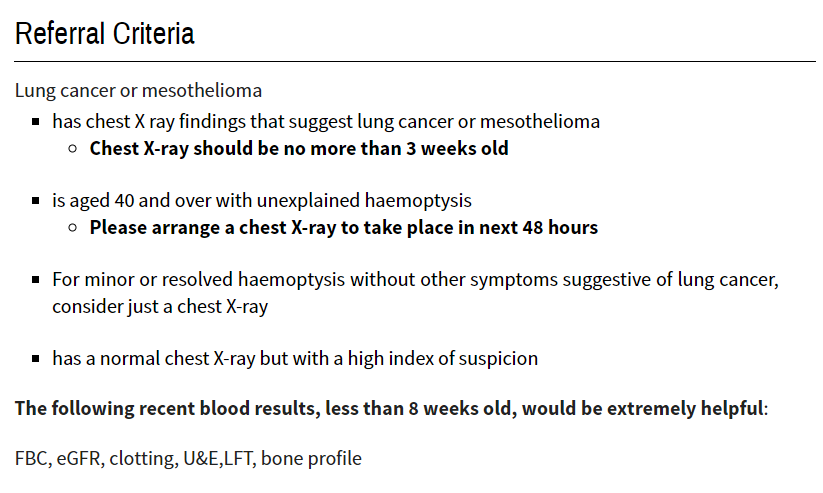 Referral Criteria
Lung cancer or mesothelioma
▪ has chest X ray findings that suggest lung cancer or mesothelioma
○ Chest X-ray should be no more than 3 weeks old
▪ is aged 40 and over with unexplained haemoptysis
○ Please arrange a chest X-ray to take place in next 48 hours
▪ For minor or resolved haemoptysis without other symptoms suggestive of lung cancer,
consider just a chest X-ray
▪ has a normal chest X-ray but with a high index of suspicion
The following recent blood results, less than 8 weeks old, would be extremely helpful:
FBC, eGFR, clotting, U&E,LFT, bone profile